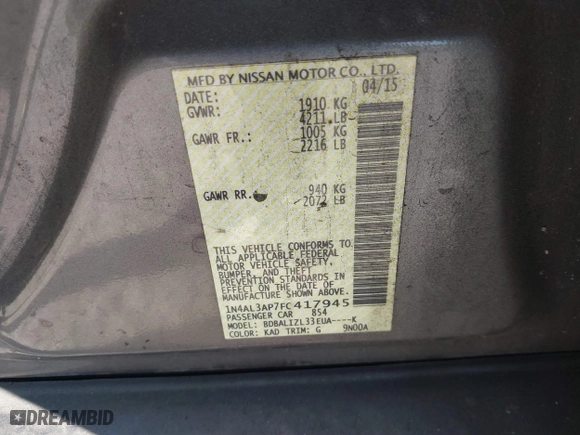 MFD BY NISSAN MOTOR CO., LTD.
DATE: 04/15
GVWR: 1910 KG
4211 LB
GAWR FR.: 1005 KG
2216 LB
GAWR RR. 940 KG
2072 LB
THIS VEHICLE CONFORMS TO
ALL APPLICABLE FEDERAL
MOTOR VEHICLE SAFETY,
BUMPER, AND THEFT
PREVENTION STANDARDS IN
EFFECT ON THE DATE OF
MANUFACTURE SHOWN ABOVE.
1N4AL3AP7FC417945
PASSENGER CAR 854
MODEL: BDBALIZL33EUA----K
COLOR: KAD TRIM: G 9N00A
DREAMBID